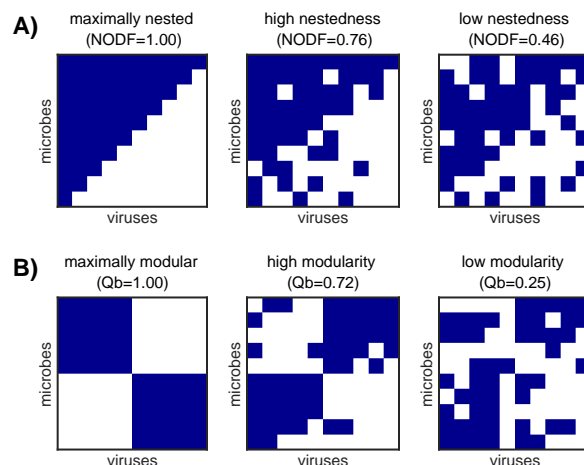 A)
maximally nested
(NODF=1.00)
high nestedness
(NODF=0.76)
low nestedness
(NODF=0.46)
microbes
viruses
microbes
viruses
microbes
viruses
B)
maximally modular
(Qb=1.00)
high modularity
(Qb=0.72)
low modularity
(Qb=0.25)
microbes
viruses
microbes
viruses
microbes
viruses